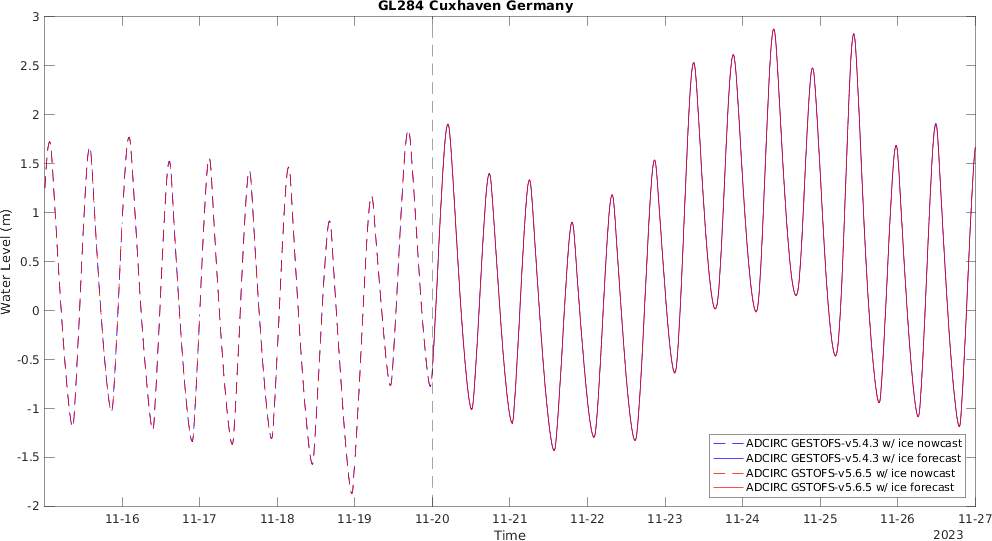 GL284 Cuxhaven Germany
3
2.5
2
1.5
1
0.5
0
-0.5
-1
-1.5
-2
Water Level (m)
ADCIRC GESTOFS-v5.4.3 w/ ice nowcast
ADCIRC GESTOFS-v5.4.3 w/ ice forecast
ADCIRC GSTOFS-v5.6.5 w/ ice nowcast
ADCIRC GSTOFS-v5.6.5 w/ ice forecast
11-16 11-17 11-18 11-19 11-20 11-21 11-22 11-23 11-24 11-25 11-26 11-27
Time
2023